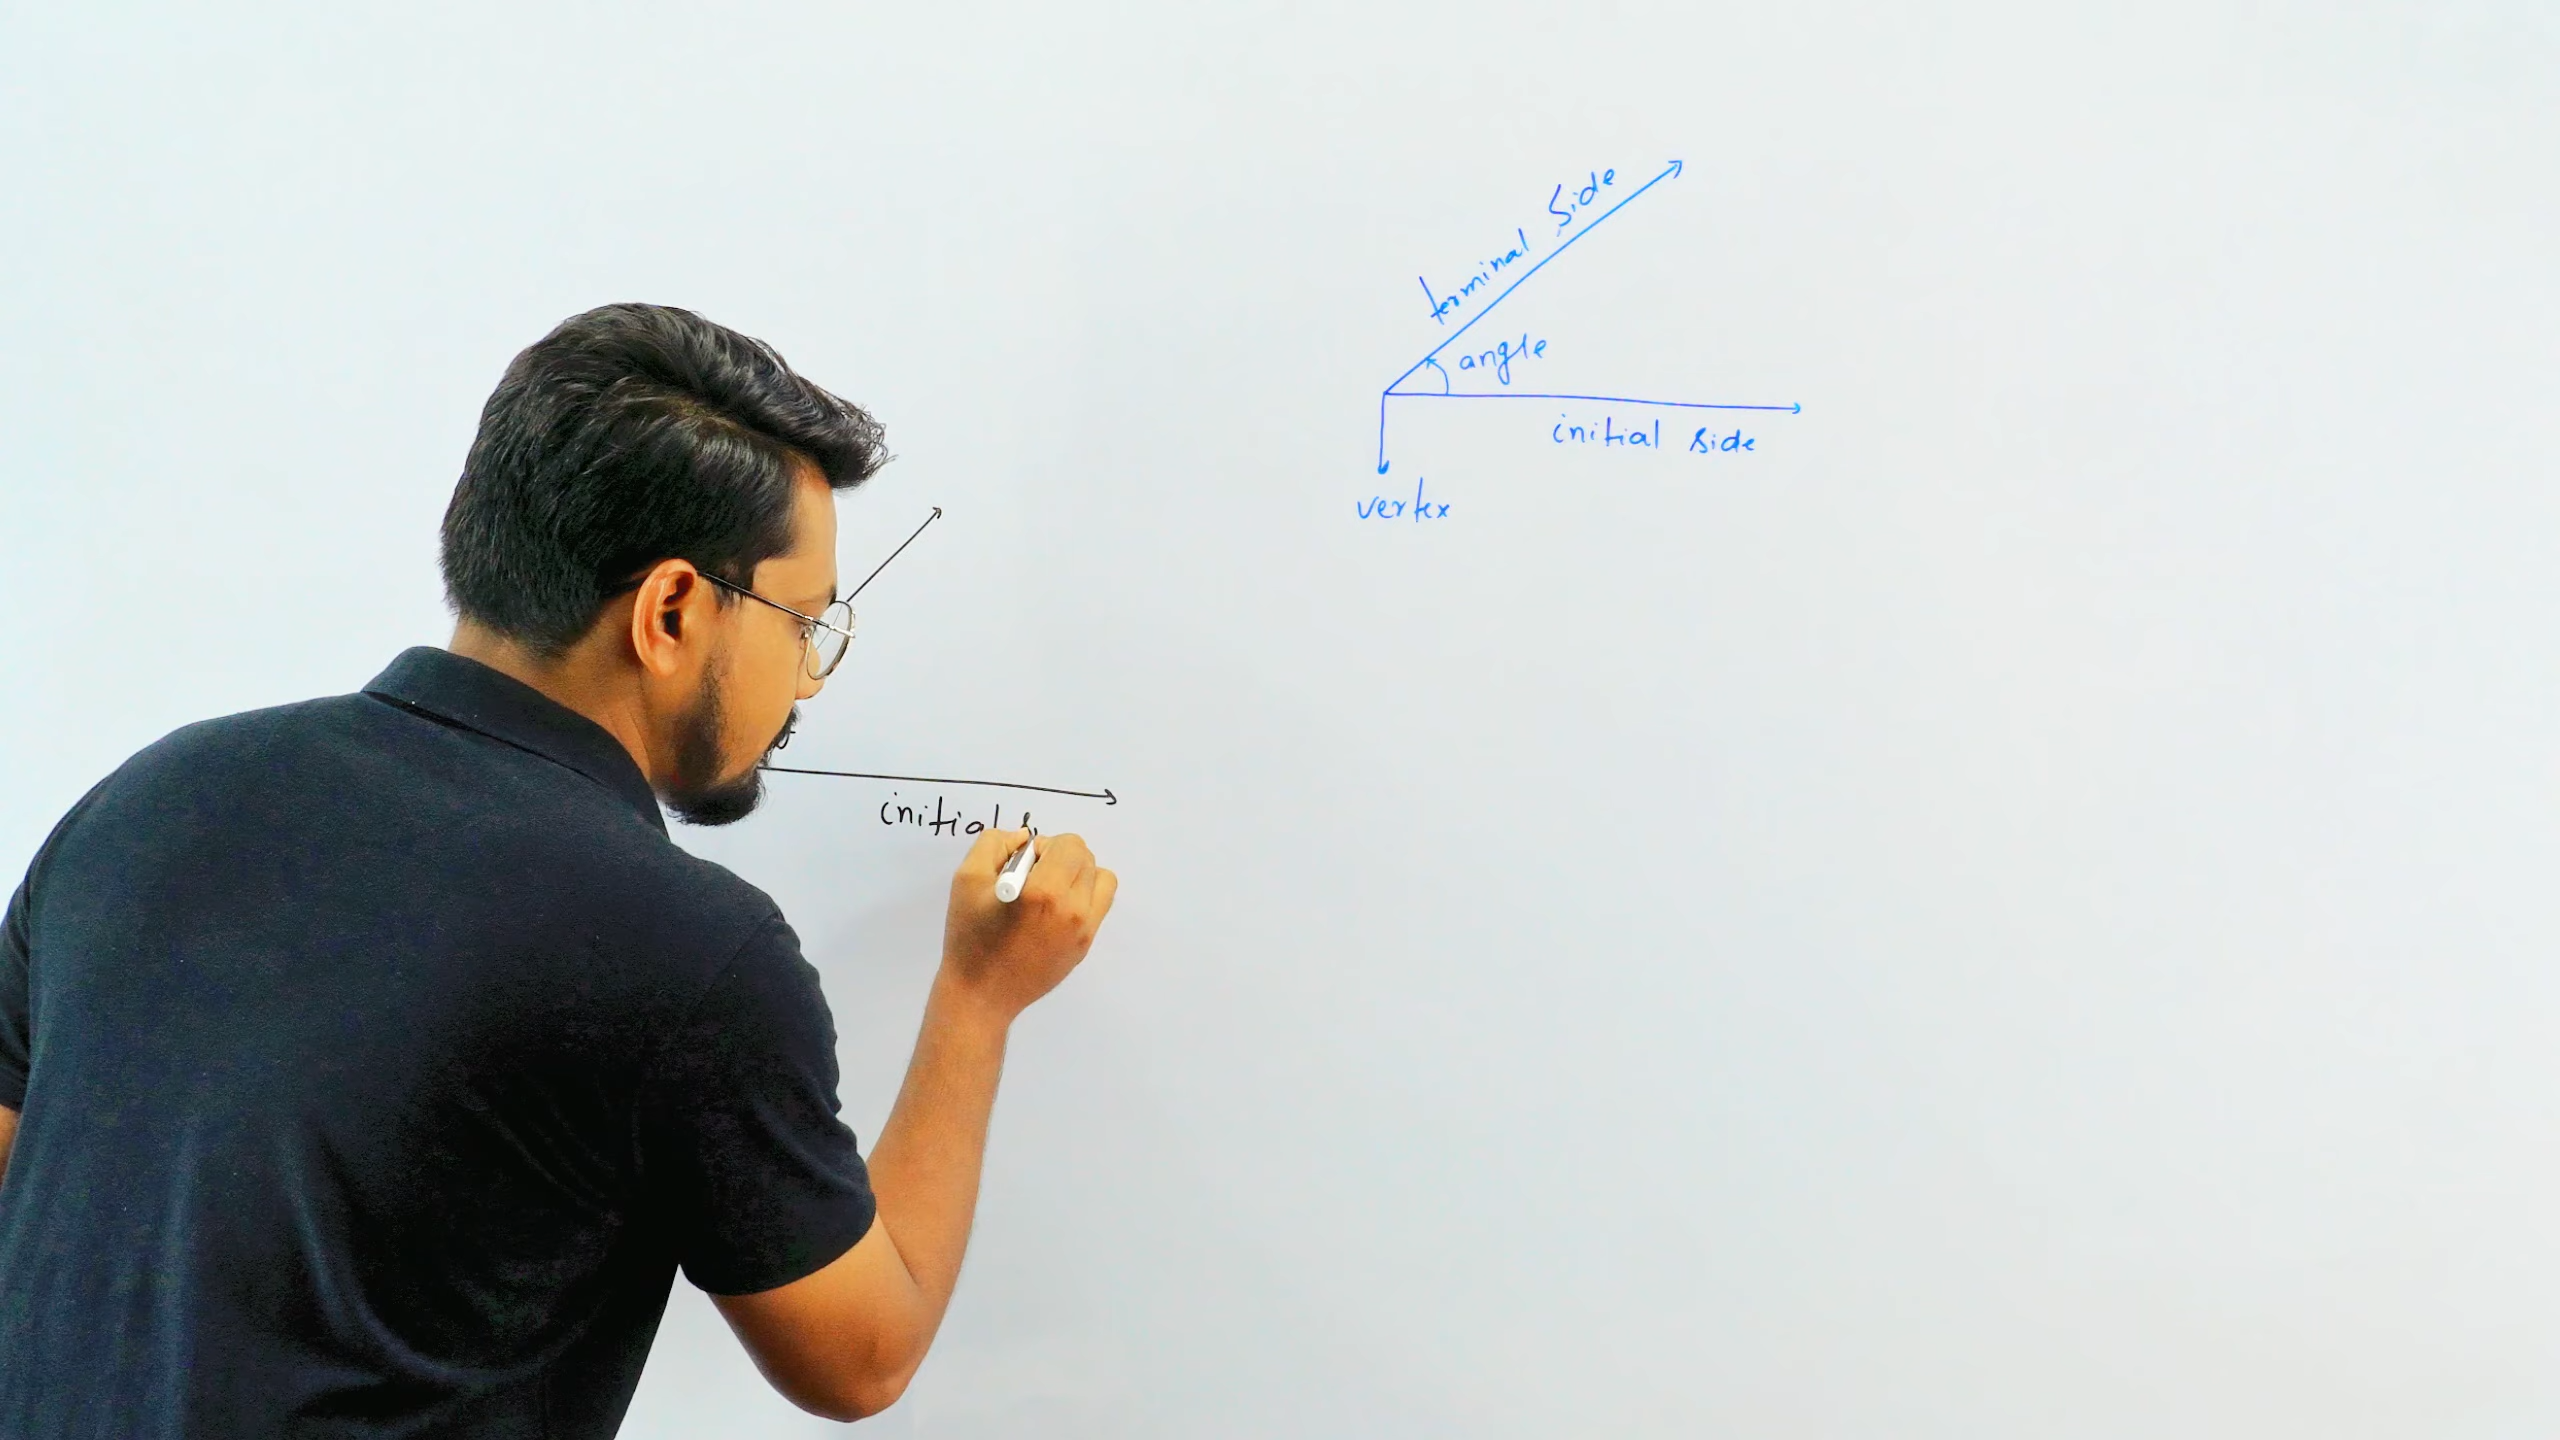 terminal side
angle
initial side
vertex
initial s